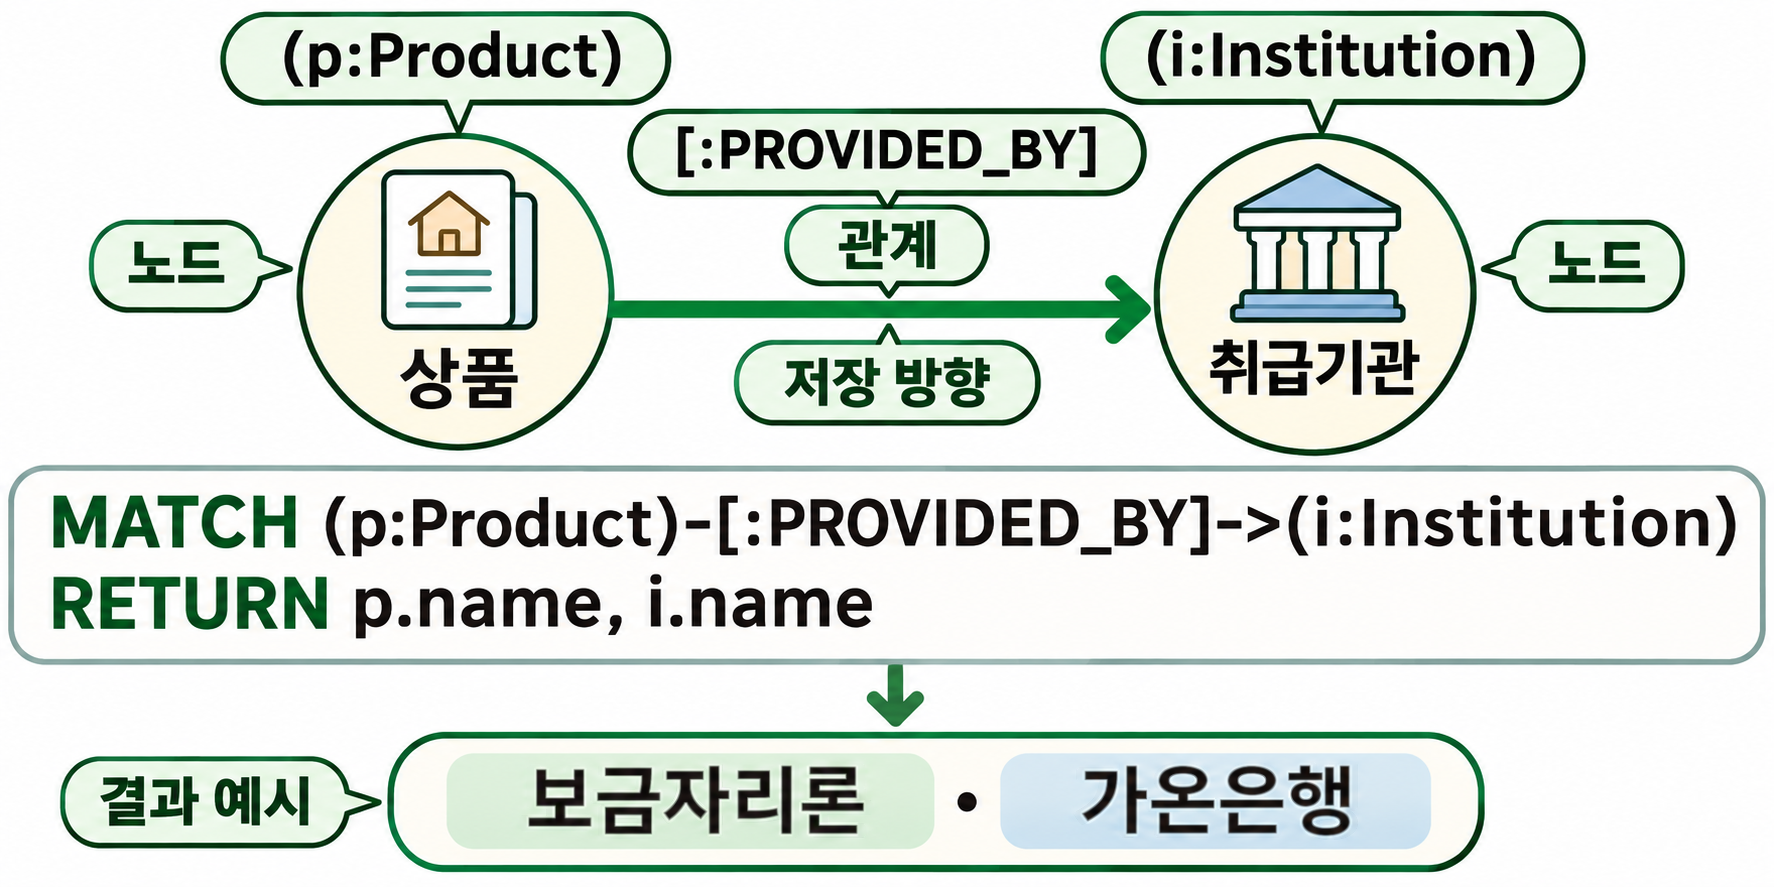 (p:Product)
(i:Institution)
[:PROVIDED_BY]
노드
관계
노드
상품
저장 방향
취급기관
MATCH (p:Product)-[:PROVIDED_BY]->(i:Institution)
RETURN p.name, i.name
결과 예시
보금자리론 • 가온은행